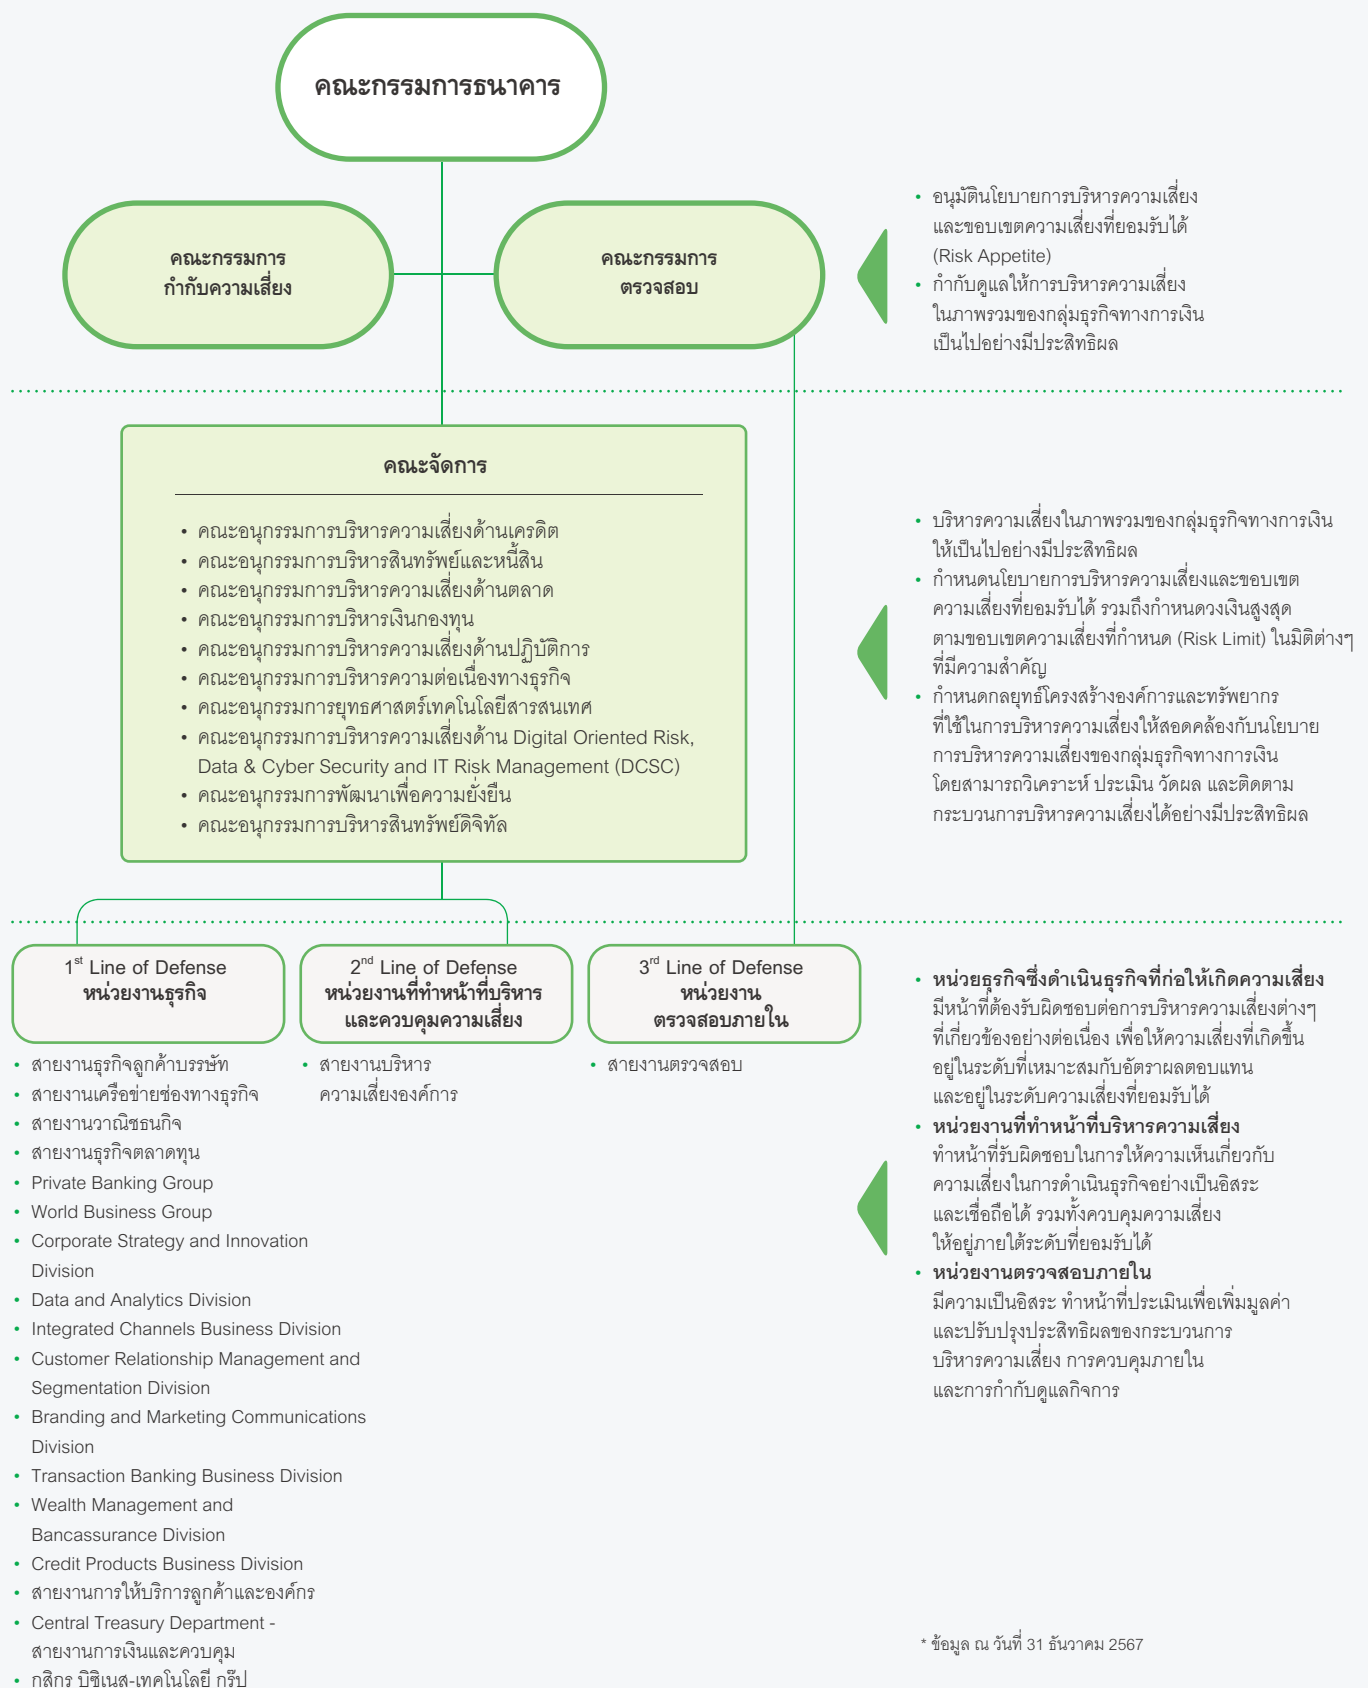 คณะกรรมการธนาคาร
คณะกรรมการ
กำกับความเสี่ยง
คณะกรรมการ
ตรวจสอบ
• อนุมัตินโยบายการบริหารความเสี่ยง
และขอบเขตความเสี่ยงที่ยอมรับได้
(Risk Appetite)
• กำกับดูแลให้การบริหารความเสี่ยง
ในภาพรวมของกลุ่มธุรกิจทางการเงิน
เป็นไปอย่างมีประสิทธิผล
คณะจัดการ
• คณะอนุกรรมการบริหารความเสี่ยงด้านเครดิต
• คณะอนุกรรมการบริหารสินทรัพย์และหนี้สิน
• คณะอนุกรรมการบริหารความเสี่ยงด้านตลาด
• คณะอนุกรรมการบริหารเงินกองทุน
• คณะอนุกรรมการบริหารความเสี่ยงด้านปฏิบัติการ
• คณะอนุกรรมการบริหารความต่อเนื่องทางธุรกิจ
• คณะอนุกรรมการยุทธศาสตร์เทคโนโลยีสารสนเทศ
• คณะอนุกรรมการบริหารความเสี่ยงด้าน Digital Oriented Risk,
Data & Cyber Security and IT Risk Management (DCSC)
• คณะอนุกรรมการพัฒนาเพื่อความยั่งยืน
• คณะอนุกรรมการบริหารสินทรัพย์ดิจิทัล
• บริหารความเสี่ยงในภาพรวมของกลุ่มธุรกิจทางการเงิน
ให้เป็นไปอย่างมีประสิทธิผล
• กำหนดนโยบายการบริหารความเสี่ยงและขอบเขต
ความเสี่ยงที่ยอมรับได้ รวมถึงกำหนดวงเงินสูงสุด
ตามขอบเขตความเสี่ยงที่กำหนด (Risk Limit) ในมิติต่างๆ
ที่มีความสำคัญ
• กำหนดกลยุทธ์โครงสร้างองค์การและทรัพยากร
ที่ใช้ในการบริหารความเสี่ยงให้สอดคล้องกับนโยบาย
การบริหารความเสี่ยงของกลุ่มธุรกิจทางการเงิน
โดยสามารถวิเคราะห์ ประเมิน วัดผล และติดตาม
กระบวนการบริหารความเสี่ยงได้อย่างมีประสิทธิผล
1st Line of Defense
หน่วยงานธุรกิจ
• สายงานธุรกิจลูกค้าบรรษัท
• สายงานเครือข่ายช่องทางธุรกิจ
• สายงานวาณิชธนกิจ
• สายงานธุรกิจตลาดทุน
• Private Banking Group
• World Business Group
• Corporate Strategy and Innovation
Division
• Data and Analytics Division
• Integrated Channels Business Division
• Customer Relationship Management and
Segmentation Division
• Branding and Marketing Communications
Division
• Transaction Banking Business Division
• Wealth Management and
Bancassurance Division
• Credit Products Business Division
• สายงานการให้บริการลูกค้าและองค์กร
• Central Treasury Department -
สายงานการเงินและควบคุม
• กสิกร บิซิเนส-เทคโนโลยี กรุ๊ป
2nd Line of Defense
หน่วยงานที่ทำหน้าที่บริหาร
และควบคุมความเสี่ยง
• สายงานบริหาร
ความเสี่ยงองค์การ
3rd Line of Defense
หน่วยงาน
ตรวจสอบภายใน
• สายงานตรวจสอบ
• หน่วยธุรกิจซึ่งดำเนินธุรกิจที่ก่อให้เกิดความเสี่ยง
มีหน้าที่ต้องรับผิดชอบต่อการบริหารความเสี่ยงต่างๆ
ที่เกี่ยวข้องอย่างต่อเนื่อง เพื่อให้ความเสี่ยงที่เกิดขึ้น
อยู่ในระดับที่เหมาะสมกับอัตราผลตอบแทน
และอยู่ในระดับความเสี่ยงที่ยอมรับได้
• หน่วยงานที่ทำหน้าที่บริหารความเสี่ยง
ทำหน้าที่รับผิดชอบในการให้ความเห็นเกี่ยวกับ
ความเสี่ยงในการดำเนินธุรกิจอย่างเป็นอิสระ
และเชื่อถือได้ รวมทั้งควบคุมความเสี่ยง
ให้อยู่ภายใต้ระดับที่ยอมรับได้
• หน่วยงานตรวจสอบภายใน
มีความเป็นอิสระ ทำหน้าที่ประเมินเพื่อเพิ่มมูลค่า
และปรับปรุงประสิทธิผลของกระบวนการ
บริหารความเสี่ยง การควบคุมภายใน
และการกำกับดูแลกิจการ
* ข้อมูล ณ วันที่ 31 ธันวาคม 2567